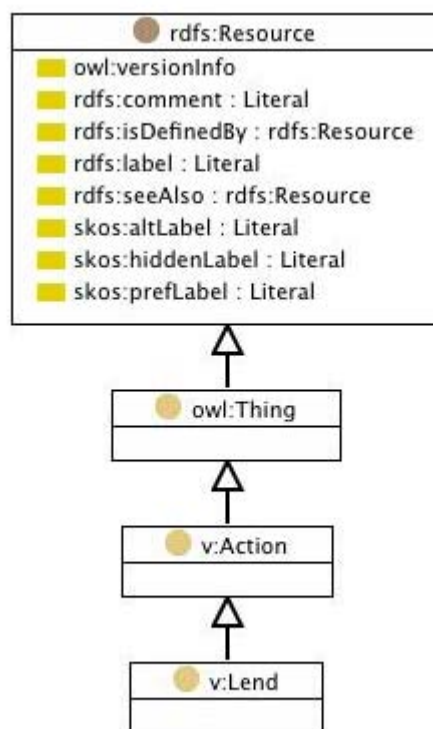 rdfs:Resource
owl:versionInfo
rdfs:comment : Literal
rdfs:isDefinedBy : rdfs:Resource
rdfs:label : Literal
rdfs:seeAlso : rdfs:Resource
skos:altLabel : Literal
skos:hiddenLabel : Literal
skos:prefLabel : Literal
owl:Thing
v:Action
v:Lend